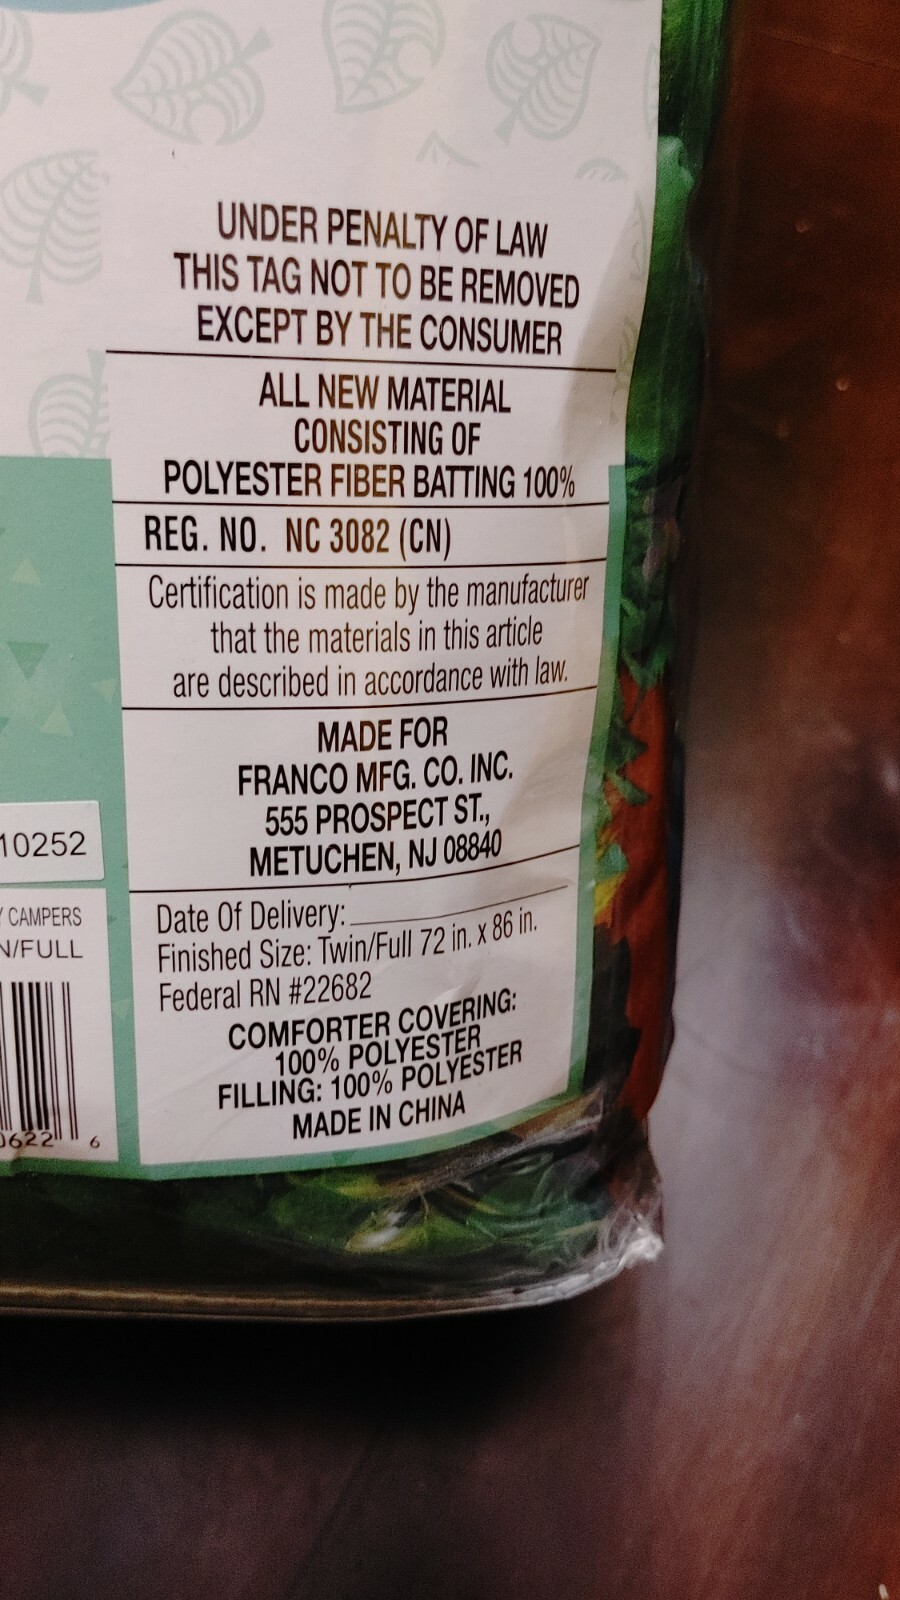 UNDER PENALTY OF LAW
THIS TAG NOT TO BE REMOVED
EXCEPT BY THE CONSUMER
ALL NEW MATERIAL
CONSISTING OF
POLYESTER FIBER BATTING 100%
REG. NO. NC 3082 (CN)
Certification is made by the manufacturer
that the materials in this article
are described in accordance with law.
MADE FOR
FRANCO MFG. CO. INC.
555 PROSPECT ST.,
METUCHEN, NJ 08840
Date Of Delivery:
Finished Size: Twin/Full 72 in. x 86 in.
Federal RN #22682
COMFORTER COVERING:
100% POLYESTER
FILLING: 100% POLYESTER
MADE IN CHINA
10252
CAMPERS
N/FULL
0622 6